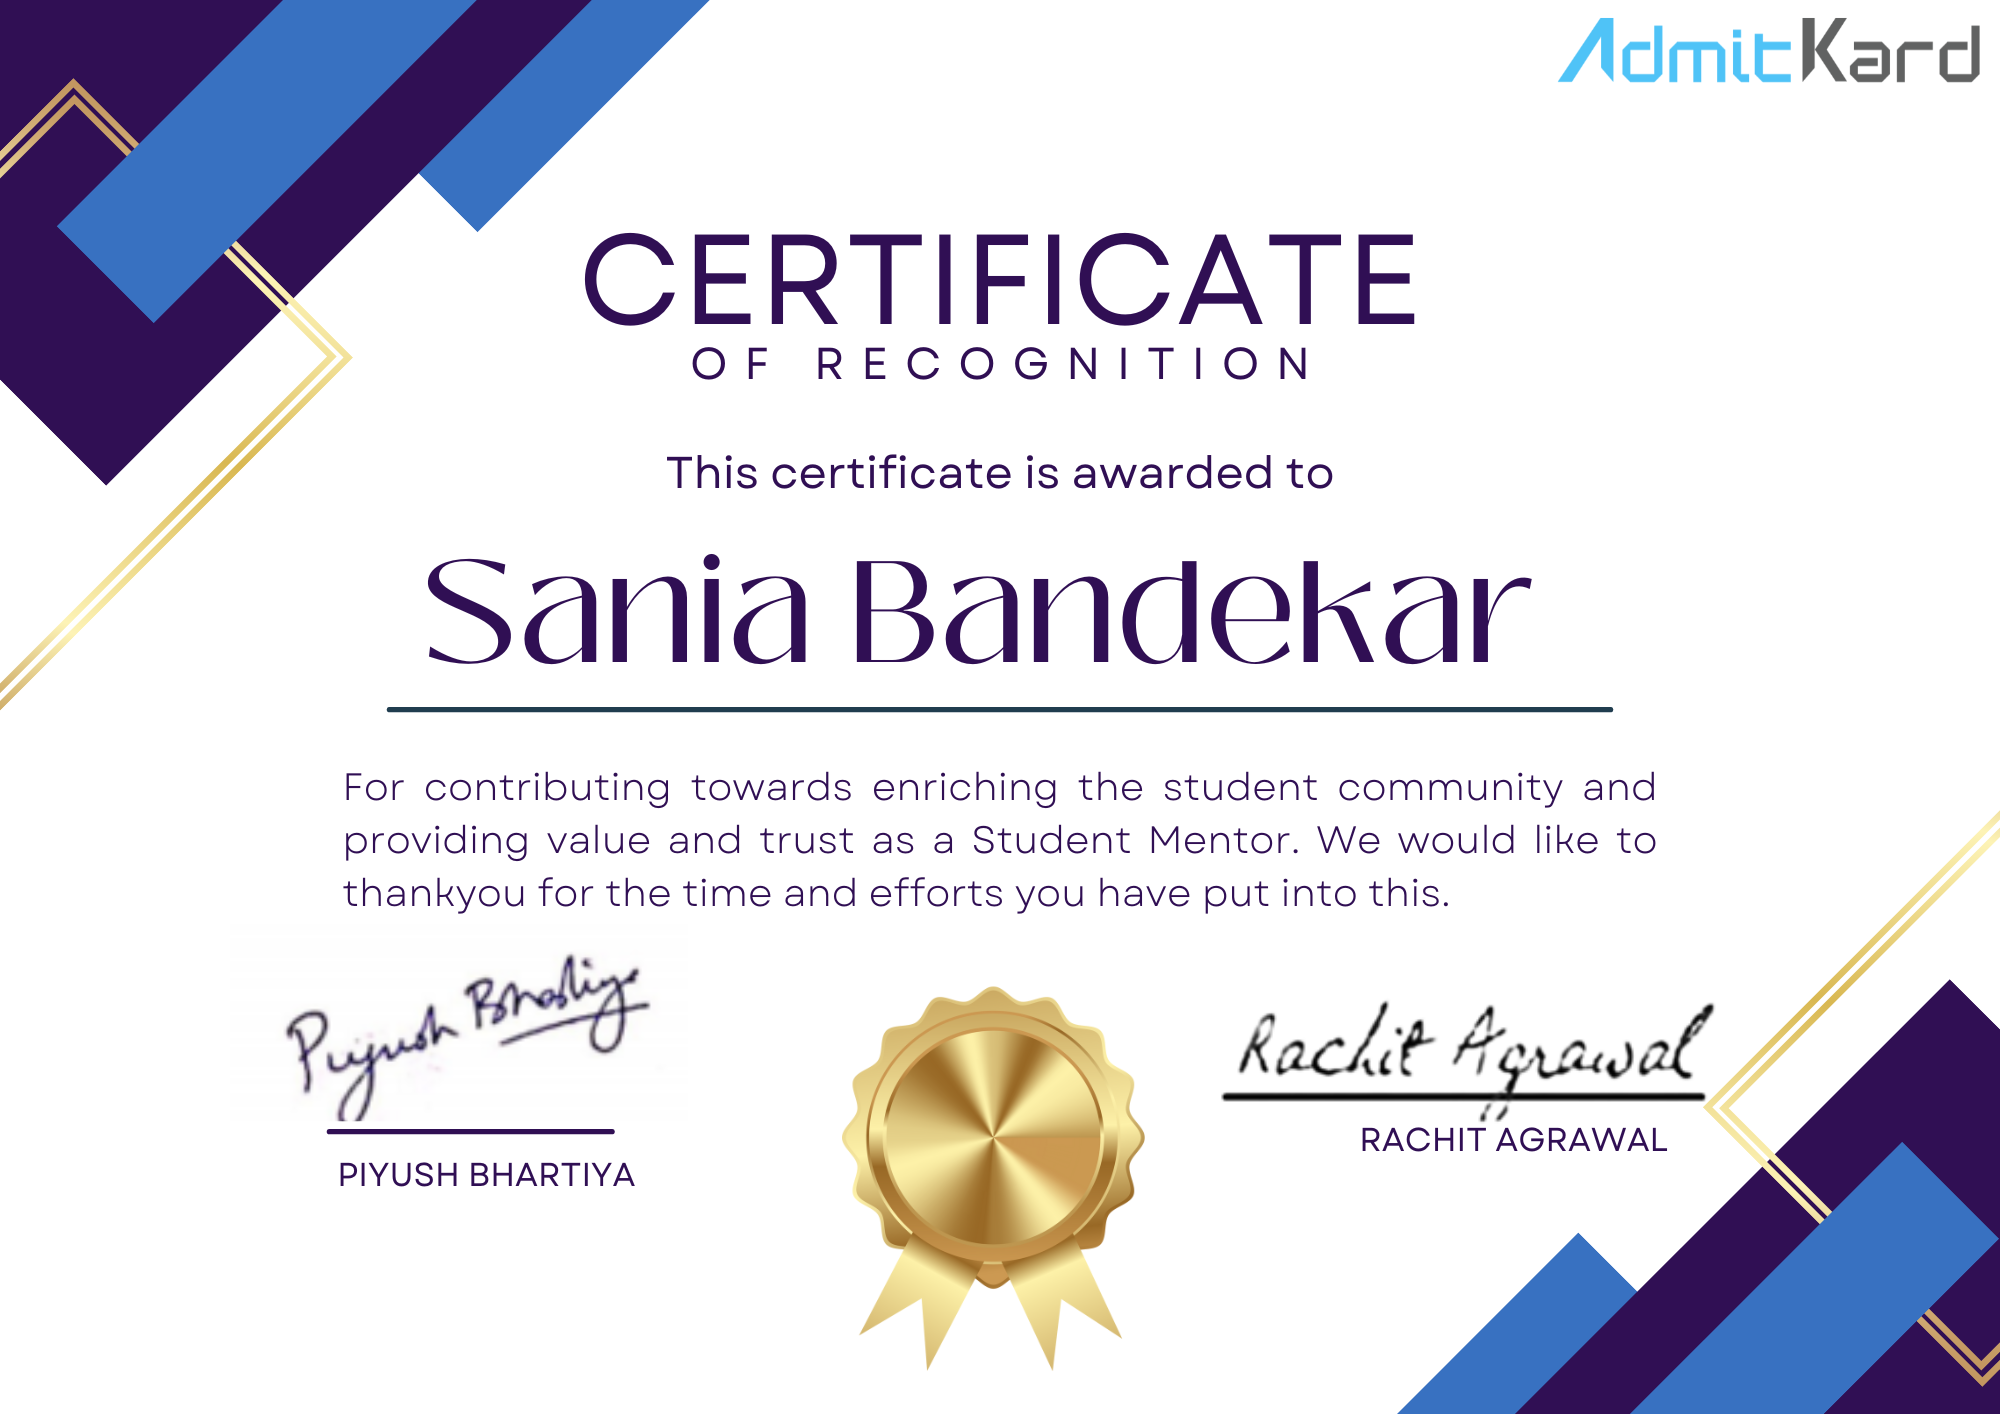 AdmitKard
CERTIFICATE
OF RECOGNITION
This certificate is awarded to
Sania Bandekar
For contributing towards enriching the student community and
providing value and trust as a Student Mentor. We would like to
thankyou for the time and efforts you have put into this.
Piyush Bhartiya
PIYUSH BHARTIYA
Rachit Agrawal
RACHIT AGRAWAL